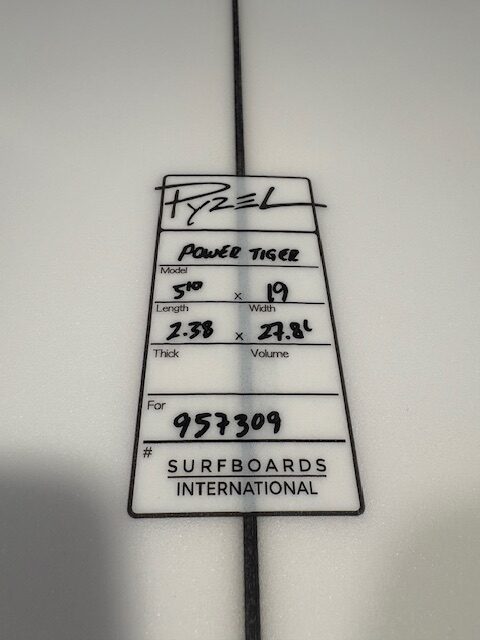 PYZEL
POWER TIGER
Model
5'10 x 19
Length Width
2.38 x 27.8L
Thick Volume
For
957309
#
SURFBOARDS
INTERNATIONAL